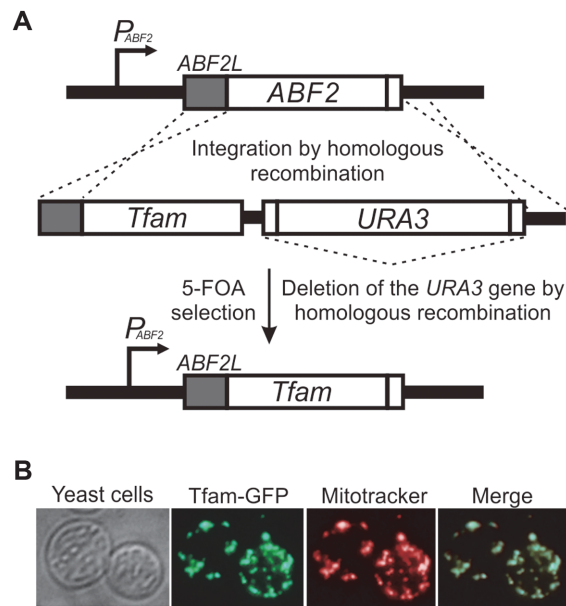 A
PABF2
ABF2L
ABF2
Integration by homologous
recombination
Tfam
URA3
5-FOA
selection
Deletion of the URA3 gene by
homologous recombination
PABF2
ABF2L
Tfam
B
Yeast cells
Tfam-GFP
Mitotracker
Merge